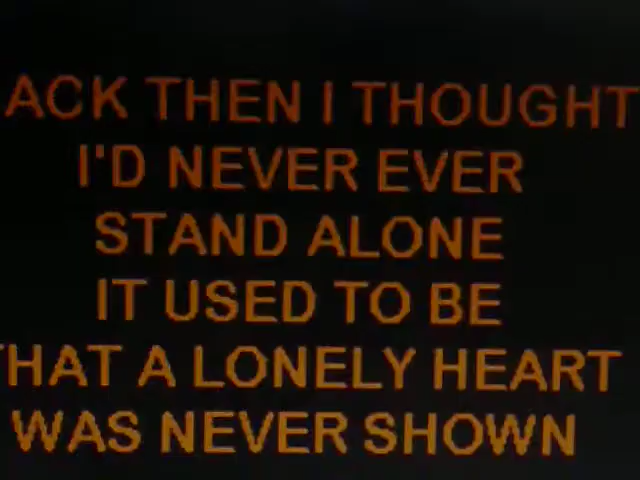 ACK THEN I THOUGHT
I'D NEVER EVER
STAND ALONE
IT USED TO BE
HAT A LONELY HEART
WAS NEVER SHOWN